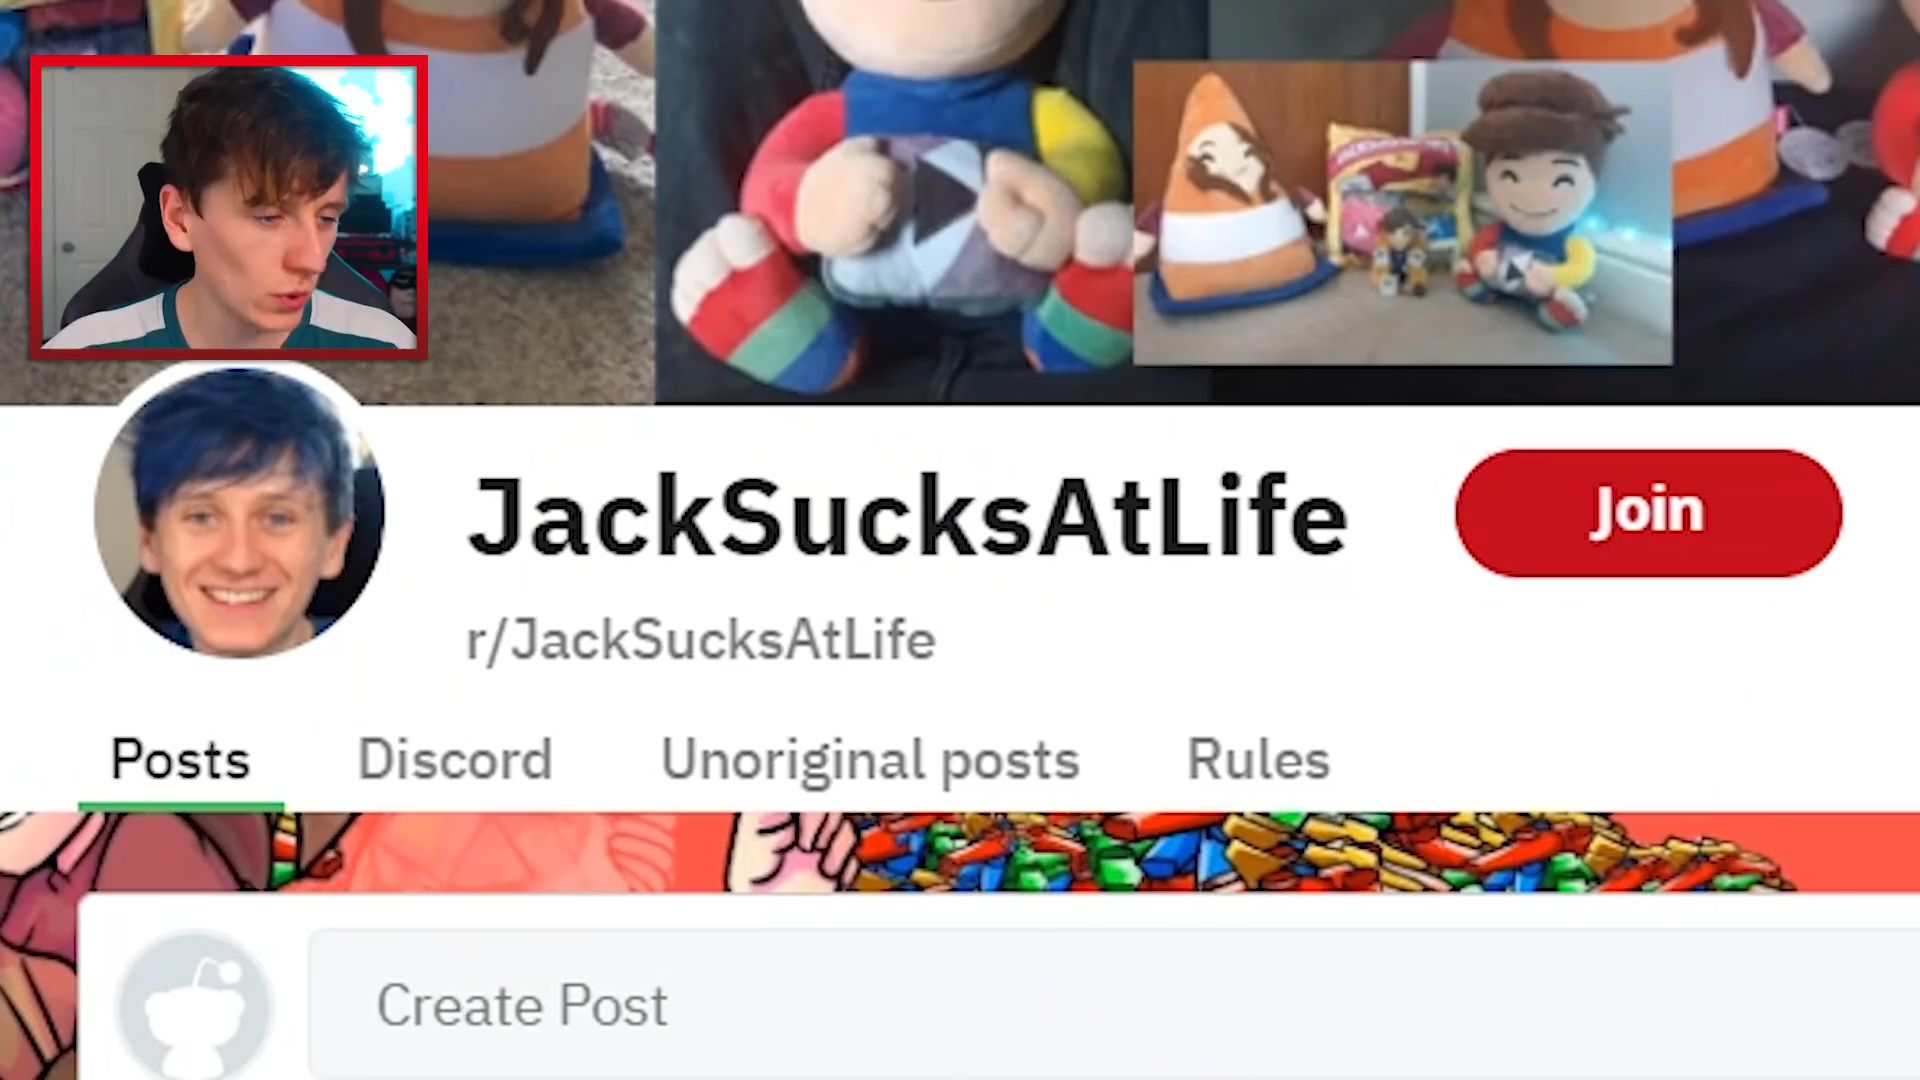 JackSucksAtLife
Join
r/JackSucksAtLife
Posts
Discord
Unoriginal posts
Rules
Create Post